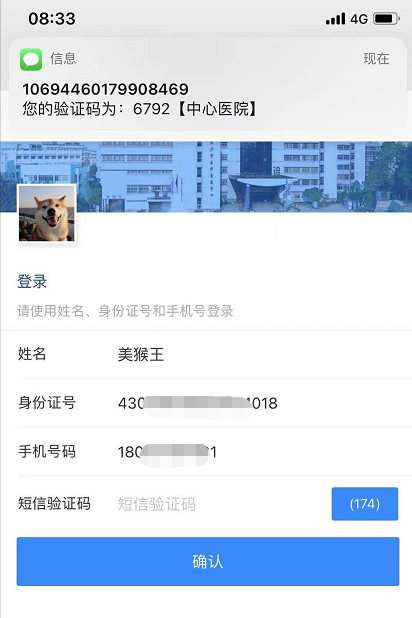 08:33
4G
信息
现在
10694460179908469
您的验证码为：6792【中心医院】
登录
请使用姓名、身份证号和手机号登录
姓名 美猴王
身份证号 430 1018
手机号码 180 1
短信验证码 短信验证码 (174)
确认